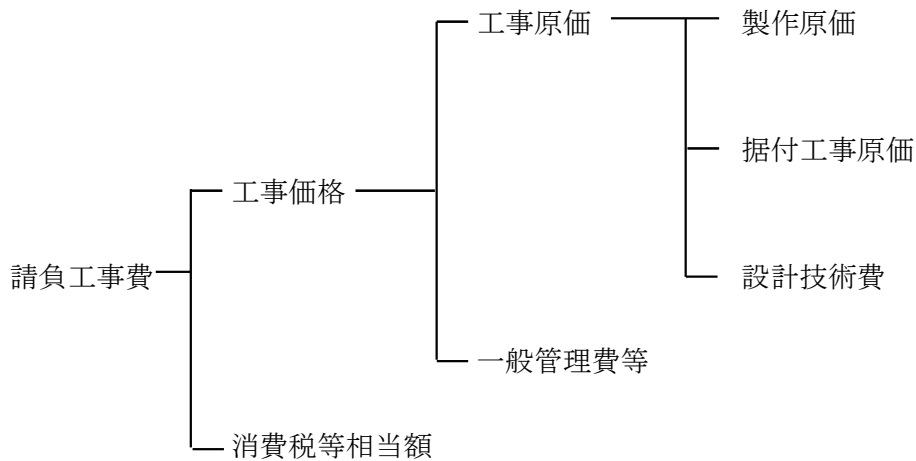 工事原価
製作原価
据付工事原価
工事価格
請負工事費
設計技術費
一般管理費等
消費税等相当額